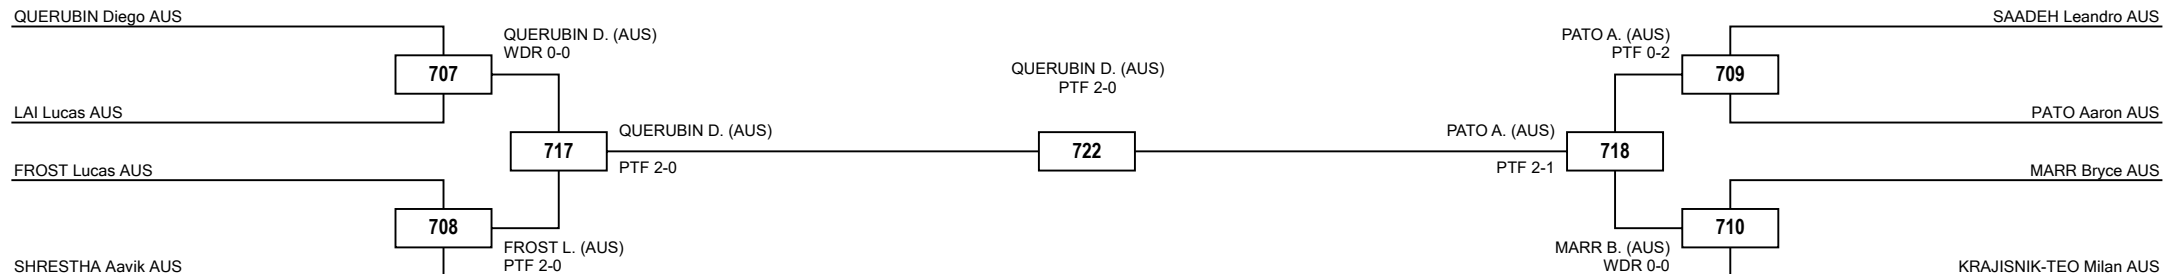 QUERUBIN Diego AUS
SAADEH Leandro AUS
QUERUBIN D. (AUS)
WDR 0-0
PATO A. (AUS)
PTF 0-2
707
QUERUBIN D. (AUS)
PTF 2-0
709
LAI Lucas AUS
PATO Aaron AUS
QUERUBIN D. (AUS)
PATO A. (AUS)
717
722
718
PTF 2-0
PTF 2-1
FROST Lucas AUS
MARR Bryce AUS
708
710
FROST L. (AUS)
PTF 2-0
MARR B. (AUS)
WDR 0-0
SHRESTHA Aavik AUS
KRAJISNIK-TEO Milan AUS